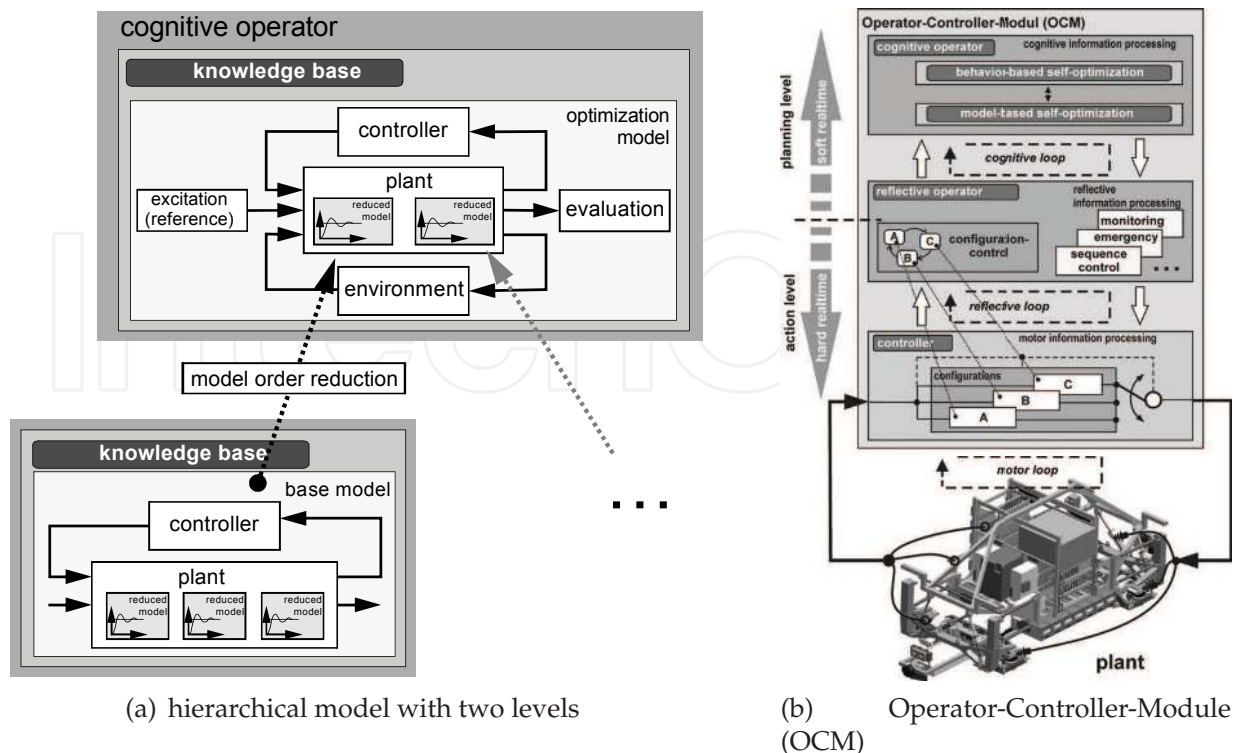 cognitive operator
knowledge base
optimization
model
controller
plant
reduced
model
reduced
model
excitation
(reference)
evaluation
environment
model order reduction
knowledge base
base model
controller
plant
reduced
model
reduced
model
reduced
model
...
(a) hierarchical model with two levels
Operator-Controller-Modul (OCM)
cognitive operator
cognitive information processing
behavior-based self-optimization
model-based self-optimization
planning level
soft realtime
cognitive loop
reflective operator
reflective
information processing
monitoring
emergency
sequence
control
...
A
B
C
configuration-
control
action level
hard realtime
reflective loop
controller
motor information processing
configurations
C
B
A
motor loop
plant
(b) Operator-Controller-Module
(OCM)